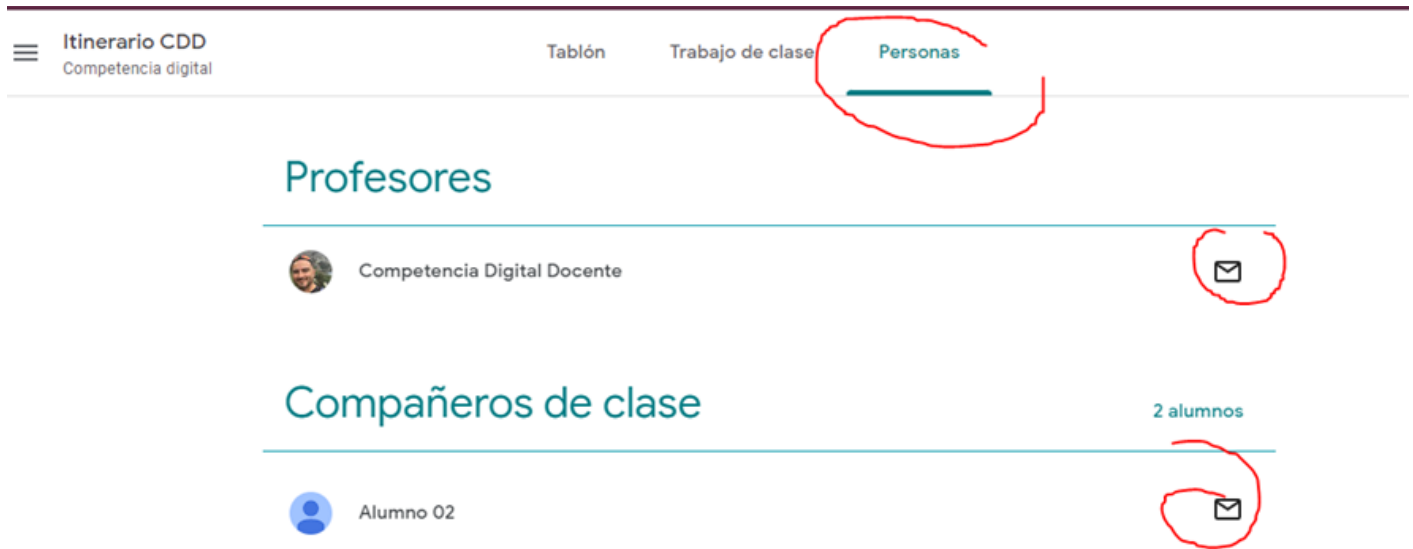 Itinerario CDD
Competencia digital
Tablón Trabajo de clase Personas
Profesores
Competencia Digital Docente
Compañeros de clase 2 alumnos
Alumno 02